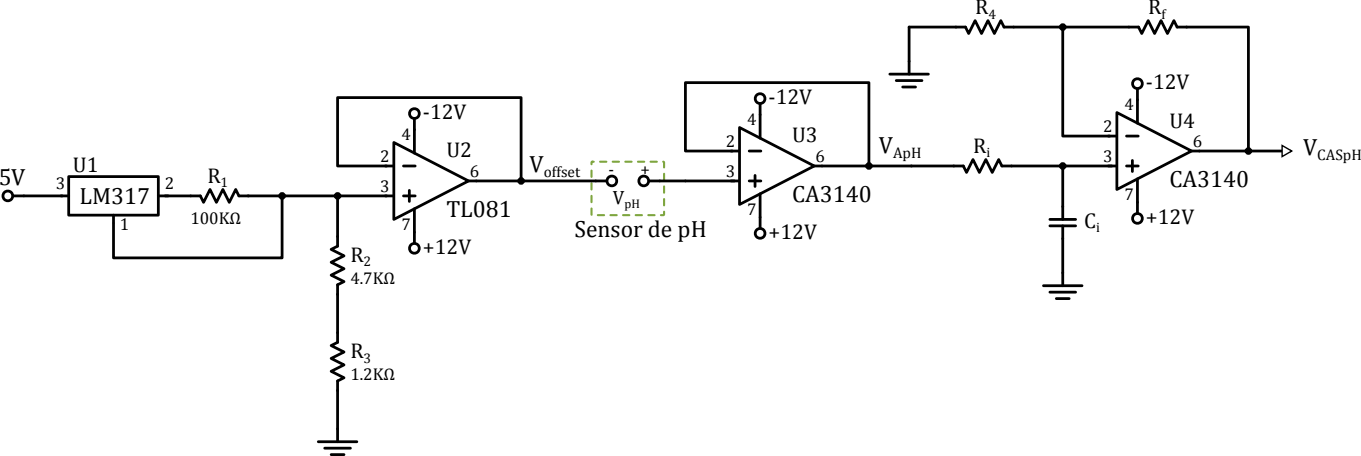 5V
3
U1
LM317
2
1
R1
100KΩ
R2
4.7KΩ
R3
1.2KΩ
-12V
4
2
3
U2
6
TL081
7
+12V
Voffset
- +
VpH
Sensor de pH
-12V
4
2
3
U3
6
CA3140
7
+12V
VApH
Ri
Ci
R4
Rf
-12V
4
2
3
U4
6
CA3140
7
+12V
VCASpH